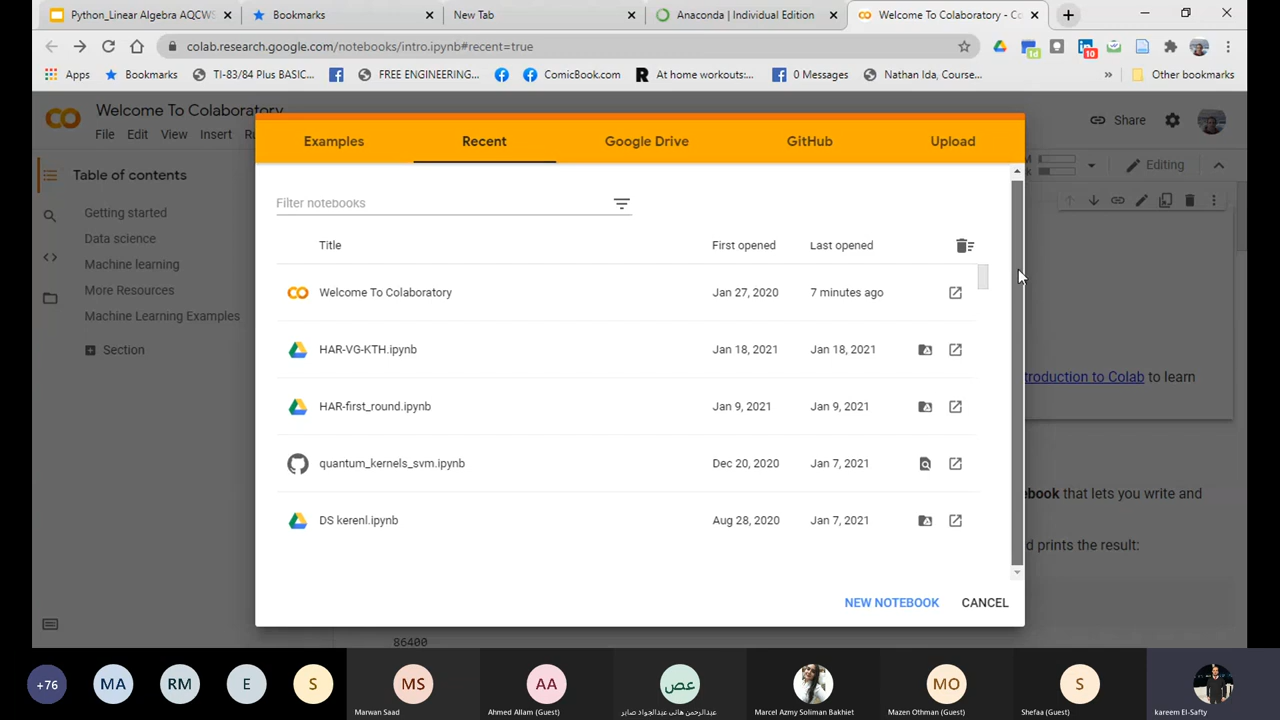 Python_Linear Algebra AQCWS
Bookmarks
New Tab
Anaconda | Individual Edition
Welcome To Colaboratory - Co
colab.research.google.com/notebooks/intro.ipynb#recent=true
1d
10
Apps
Bookmarks
TI-83/84 Plus BASIC...
FREE ENGINEERING...
ComicBook.com
R
At home workouts:...
0 Messages
Nathan Ida, Course...
»
Other bookmarks
Welcome To Colaboratory
File Edit View Insert Ru
Share
Editing
Table of contents
Getting started
Data science
Machine learning
More Resources
Machine Learning Examples
Section
Examples Recent Google Drive GitHub Upload
Filter notebooks
Title First opened Last opened
Welcome To Colaboratory Jan 27, 2020 7 minutes ago
HAR-VG-KTH.ipynb Jan 18, 2021 Jan 18, 2021
HAR-first_round.ipynb Jan 9, 2021 Jan 9, 2021
quantum_kernels_svm.ipynb Dec 20, 2020 Jan 7, 2021
DS kerenl.ipynb Aug 28, 2020 Jan 7, 2021
NEW NOTEBOOK CANCEL
troduction to Colab to learn
ebook that lets you write and
d prints the result:
86400
+76
MA
RM
E
S
MS
Marwan Saad
AA
Ahmed Allam (Guest)
عص
عبدالرحمن هانى عبدالجواد صابر
Marcel Azmy Soliman Bakhiet
MO
Mazen Othman (Guest)
S
Shefaa (Guest)
kareem El-Safty